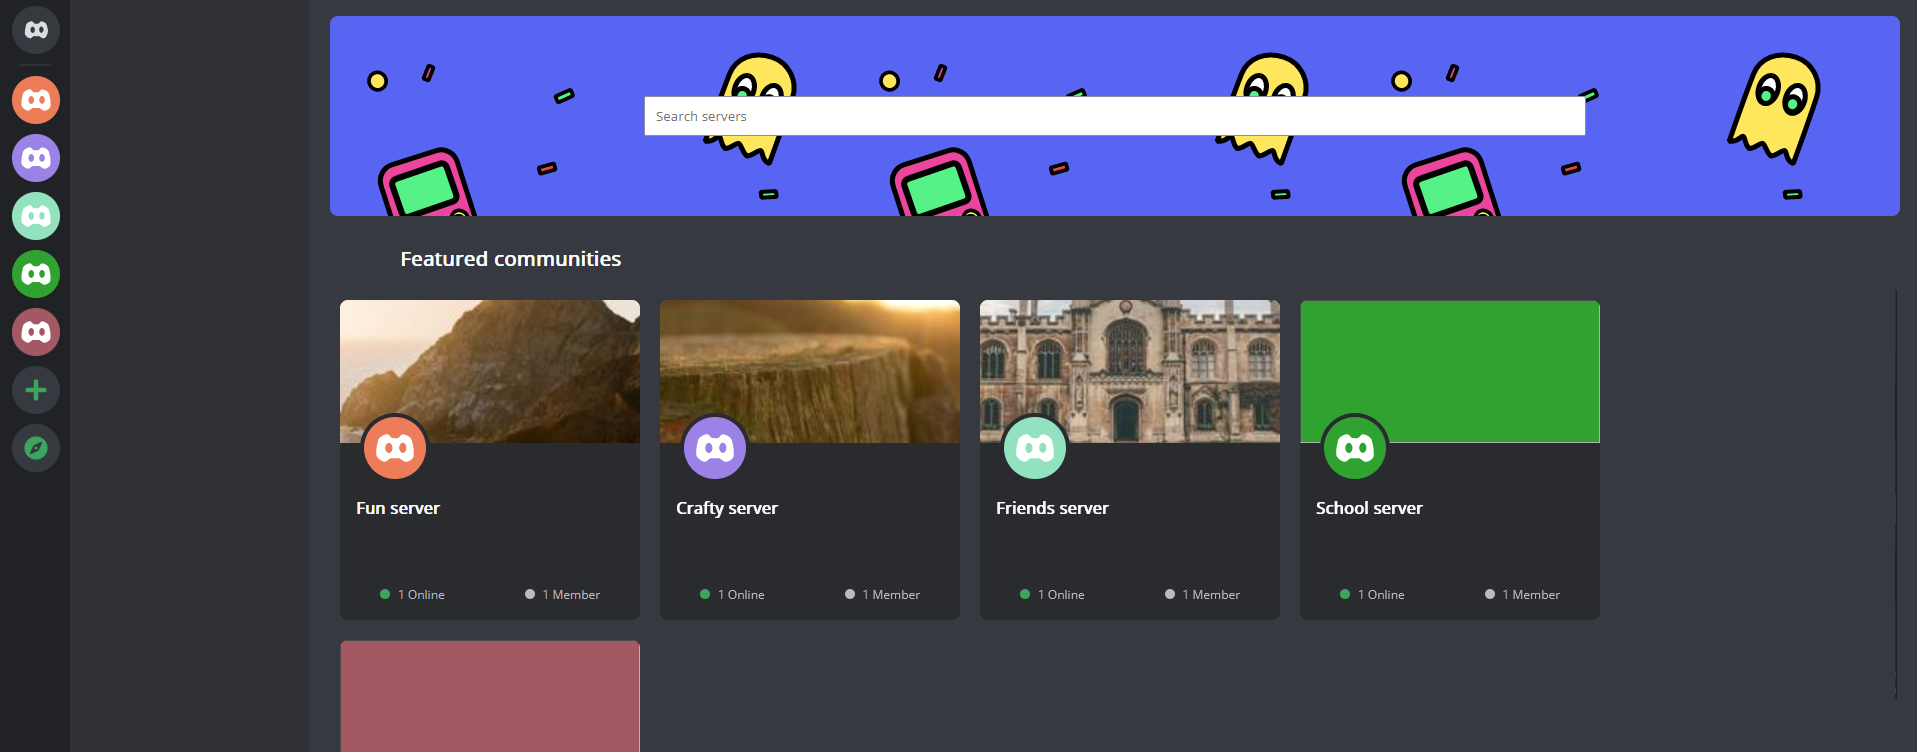 Search servers
Featured communities
Fun server
1 Online
1 Member
Crafty server
1 Online
1 Member
Friends server
1 Online
1 Member
School server
1 Online
1 Member